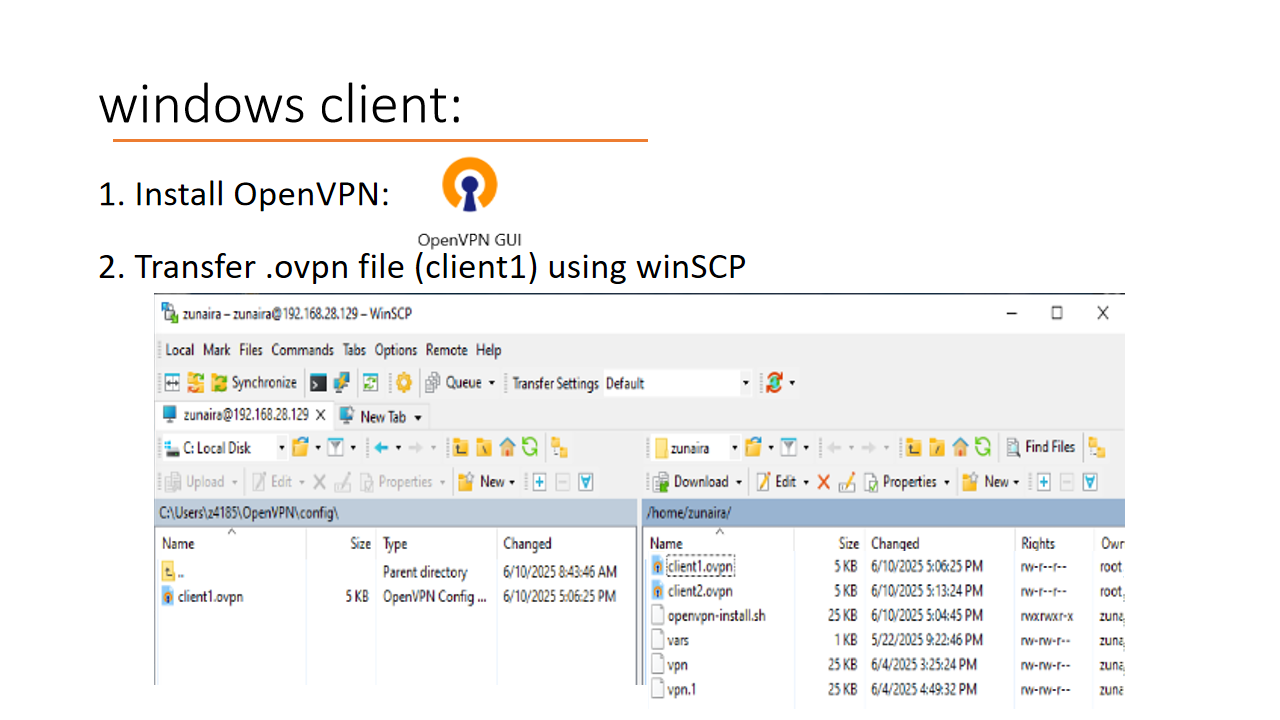 windows client:
1. Install OpenVPN:
OpenVPN GUI
2. Transfer .ovpn file (client1) using winSCP
zunaira – zunaira@192.168.28.129 – WinSCP
Local Mark Files Commands Tabs Options Remote Help
Synchronize Queue Transfer Settings Default
zunaira@192.168.28.129 X New Tab
C: Local Disk zunaira Find Files
Upload Edit Properties New Download Edit Properties New
C:\Users\z4185\OpenVPN\config\ /home/zunaira/
Name Size Type Changed Name Size Changed Rights Owr
.. Parent directory 6/10/2025 8:43:46 AM client1.ovpn 5 KB 6/10/2025 5:06:25 PM rw-r--r-- root
client1.ovpn 5 KB OpenVPN Config ... 6/10/2025 5:06:25 PM client2.ovpn 5 KB 6/10/2025 5:13:24 PM rw-r--r-- root
openvpn-install.sh 25 KB 6/10/2025 5:04:45 PM rwxrwxr-x zuna
vars 1 KB 5/22/2025 9:22:46 PM rw-rw-r-- zuna
vpn 25 KB 6/4/2025 3:25:24 PM rw-rw-r-- zuna
vpn.1 25 KB 6/4/2025 4:49:32 PM rw-rw-r-- zuna